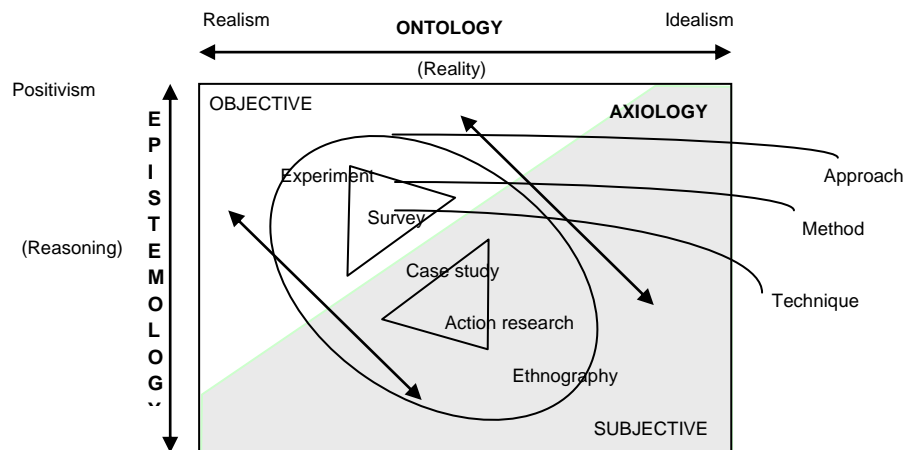 Realism
Idealism
ONTOLOGY
(Reality)
Positivism
OBJECTIVE
AXIOLOGY
EPISTEMOLOGY
Experiment
Approach
Survey
Method
(Reasoning)
Case study
Technique
Action research
Ethnography
SUBJECTIVE